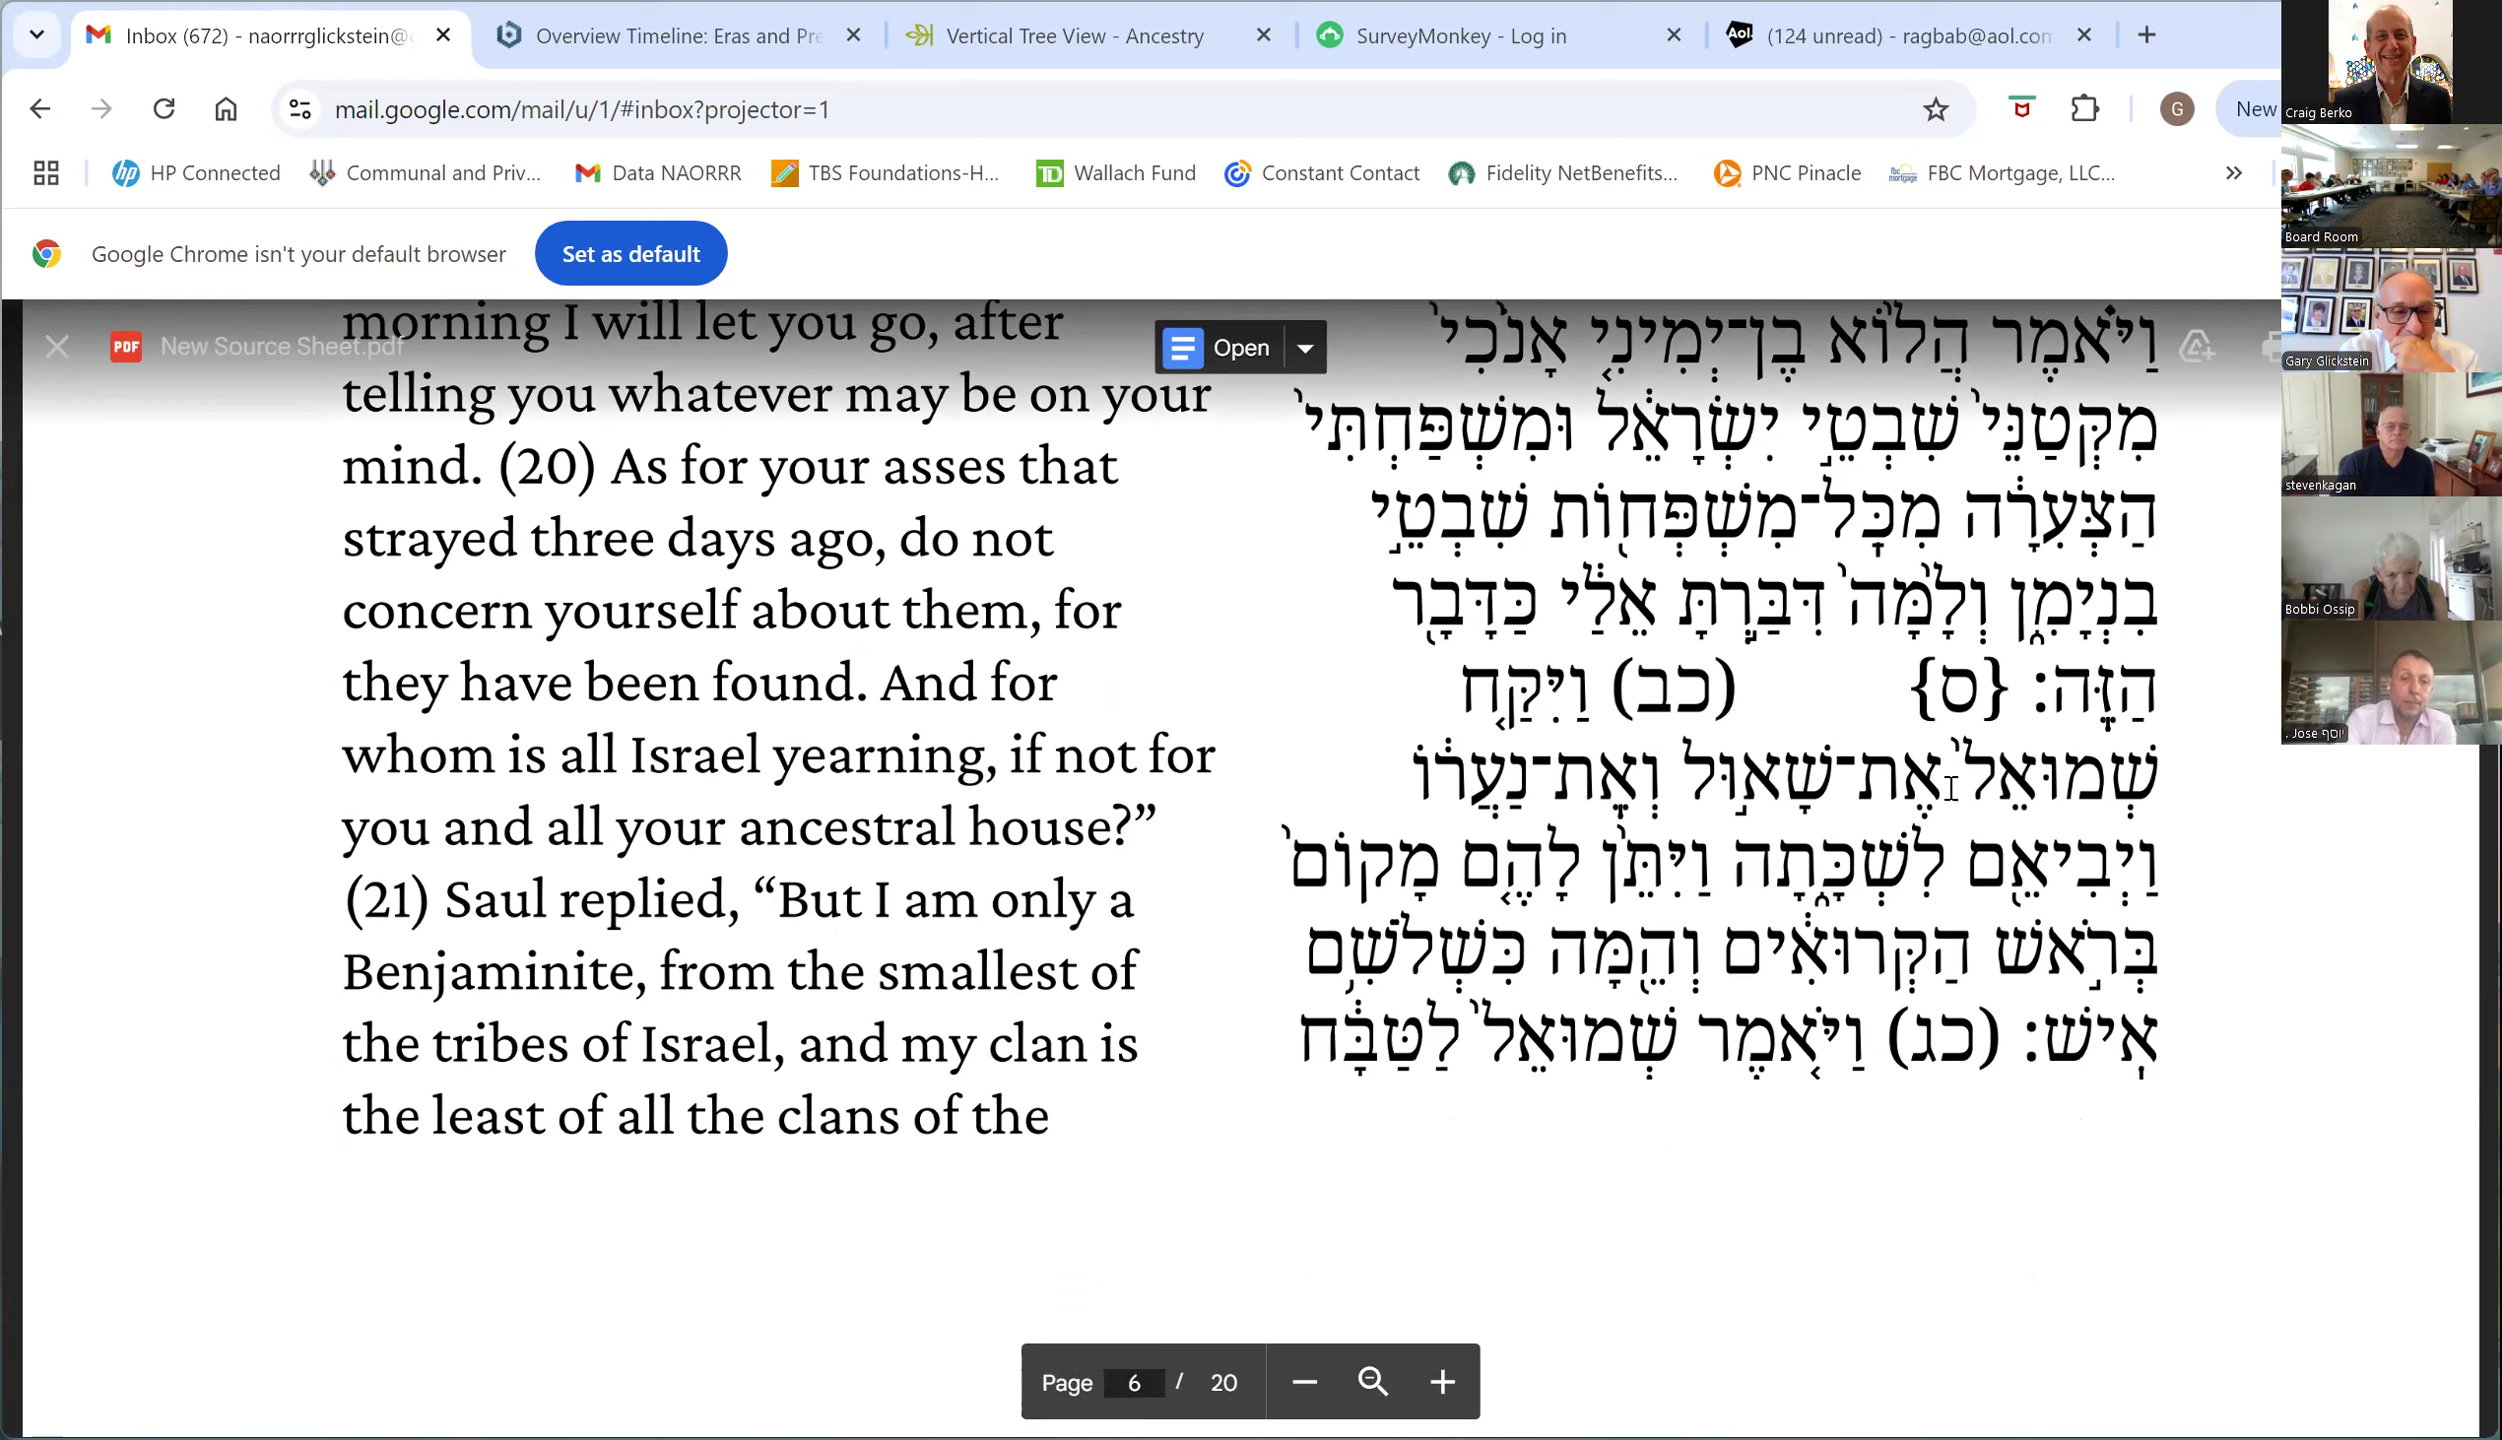 Inbox (672) - naorrrglickstein@
Overview Timeline: Eras and Pre
Vertical Tree View - Ancestry
SurveyMonkey - Log in
(124 unread) - ragbab@aol.com
mail.google.com/mail/u/1/#inbox?projector=1
G
New
HP Connected
Communal and Priv...
Data NAORRR
TBS Foundations-H...
Wallach Fund
Constant Contact
Fidelity NetBenefits...
PNC Pinacle
FBC Mortgage, LLC...
Google Chrome isn't your default browser
Set as default
PDF
New Source Sheet.pdf
Open
morning I will let you go, after
telling you whatever may be on your
mind. (20) As for your asses that
strayed three days ago, do not
concern yourself about them, for
they have been found. And for
whom is all Israel yearning, if not for
you and all your ancestral house?”
(21) Saul replied, “But I am only a
Benjaminite, from the smallest of
the tribes of Israel, and my clan is
the least of all the clans of the
וַיֹּ֜אמֶר הֲל֨וֹא בֶן־יְמִינִ֤י אָנֹ֙כִי֙
מִקְּטַנֵּי֙ שִׁבְטֵ֣י יִשְׂרָאֵ֔ל וּמִשְׁפַּחְתִּי֙
הַצְּעִרָ֔ה מִכׇּֽל־מִשְׁפְּח֖וֹת שִׁבְטֵ֣י
בִנְיָמִ֑ן וְלָ֙מָּה֙ דִּבַּ֣רְתָּ אֵלַ֔י כַּדָּבָ֖ר
הַזֶּֽה׃ {ס} (כב) וַיִּקַּ֤ח
שְׁמוּאֵל֙ אֶת־שָׁא֣וּל וְאֶֽת־נַעֲר֔וֹ
וַיְבִיאֵ֖ם לִשְׁכָּ֑תָה וַיִּתֵּ֨ן לָהֶ֤ם מָקוֹם֙
בְּרֹ֣אשׁ הַקְּרוּאִ֔ים וְהֵ֖מָּה כִּשְׁלֹשִׁ֥ים
אִֽישׁ׃ (כג) וַיֹּ֤אמֶר שְׁמוּאֵל֙ לַטַּבָּ֔ח
Page 6 / 20
Craig Berko
Board Room
Gary Glickstein
stevenkagan
Bobbi Ossip
. Jose יוסף